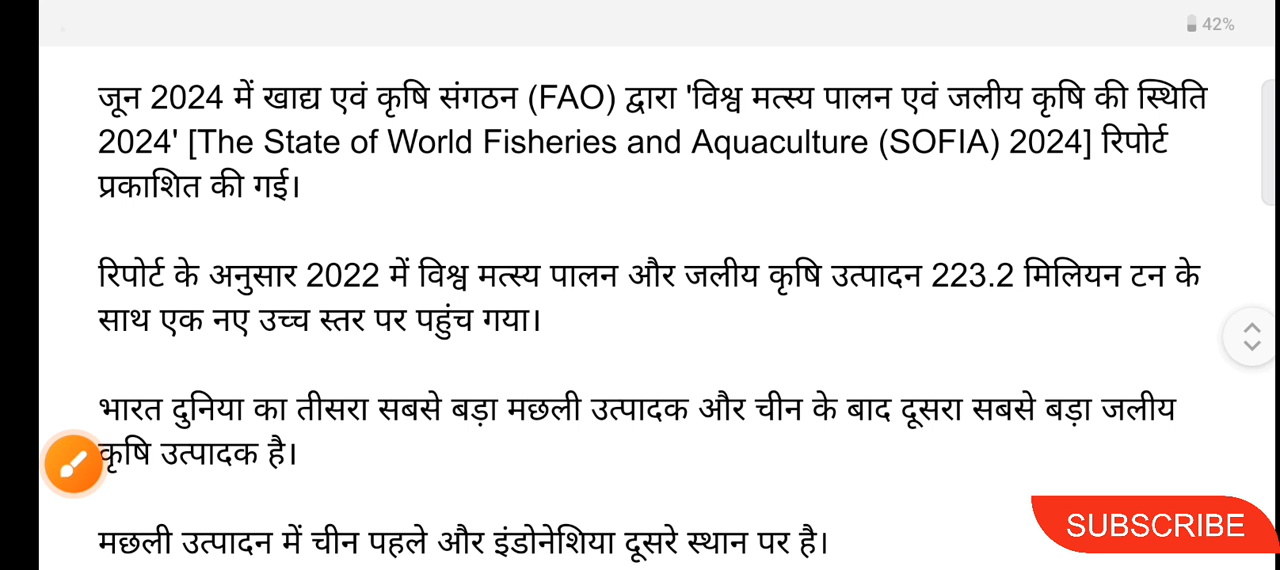 42%
जून 2024 में खाद्य एवं कृषि संगठन (FAO) द्वारा 'विश्व मत्स्य पालन एवं जलीय कृषि की स्थिति
2024' [The State of World Fisheries and Aquaculture (SOFIA) 2024] रिपोर्ट
प्रकाशित की गई।
रिपोर्ट के अनुसार 2022 में विश्व मत्स्य पालन और जलीय कृषि उत्पादन 223.2 मिलियन टन के
साथ एक नए उच्च स्तर पर पहुंच गया।
भारत दुनिया का तीसरा सबसे बड़ा मछली उत्पादक और चीन के बाद दूसरा सबसे बड़ा जलीय
कृषि उत्पादक है।
मछली उत्पादन में चीन पहले और इंडोनेशिया दूसरे स्थान पर है।
SUBSCRIBE